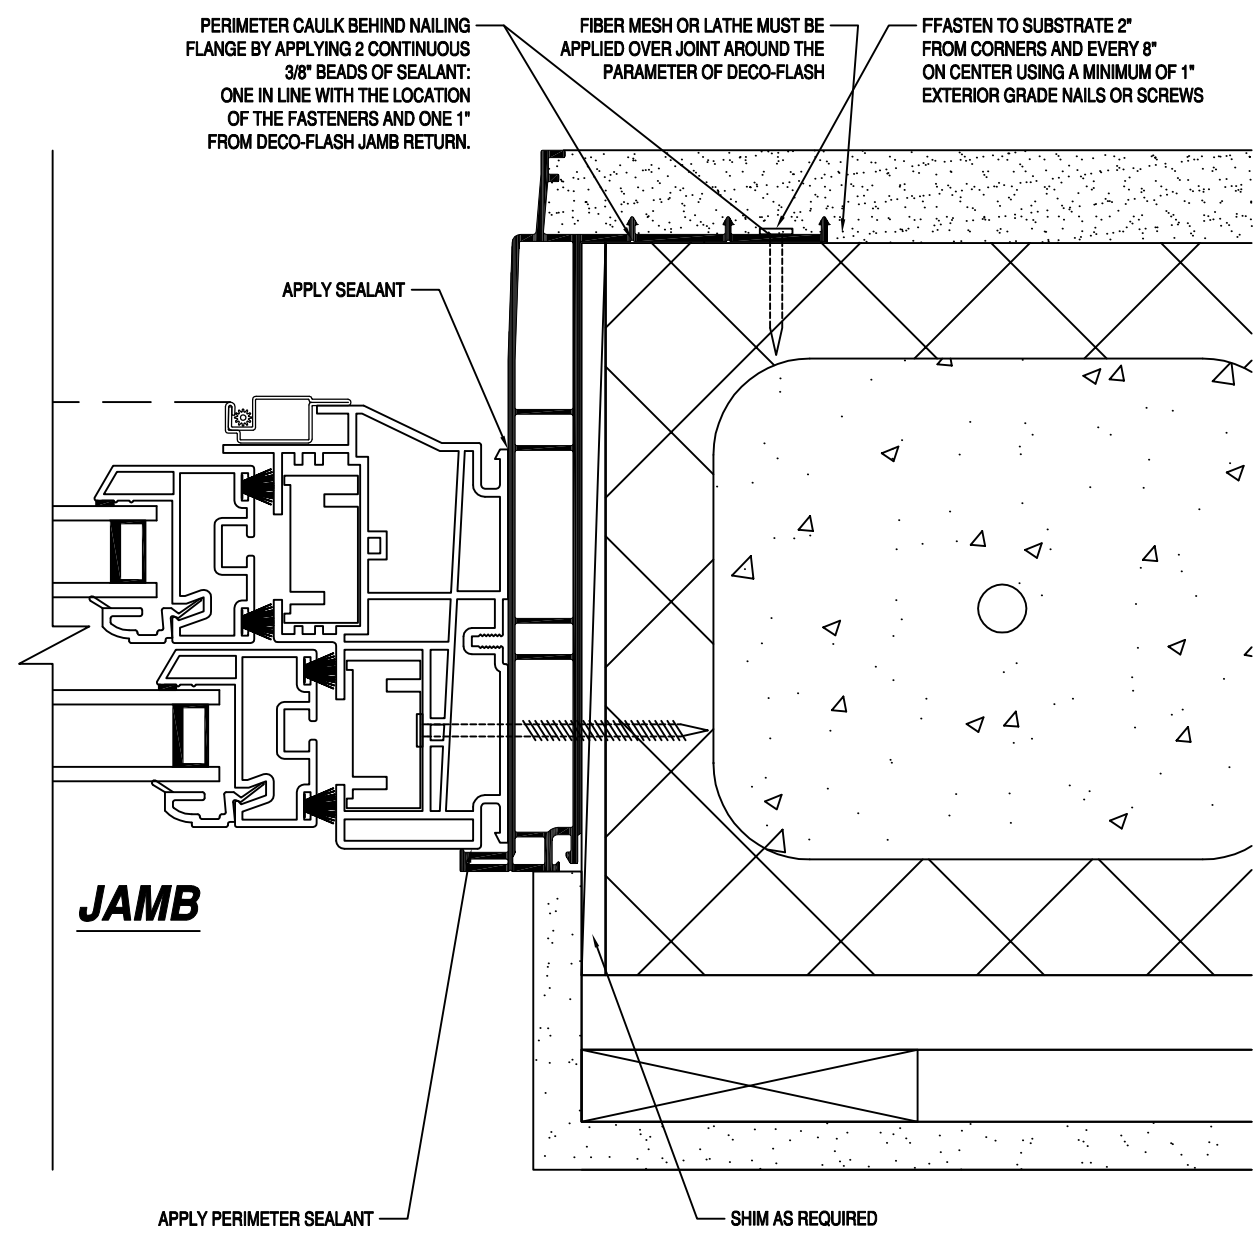 PERIMETER CAULK BEHIND NAILING
FLANGE BY APPLYING 2 CONTINUOUS
3/8" BEADS OF SEALANT:
ONE IN LINE WITH THE LOCATION
OF THE FASTENERS AND ONE 1"
FROM DECO-FLASH JAMB RETURN.
FIBER MESH OR LATHE MUST BE
APPLIED OVER JOINT AROUND THE
PARAMETER OF DECO-FLASH
FFASTEN TO SUBSTRATE 2"
FROM CORNERS AND EVERY 8"
ON CENTER USING A MINIMUM OF 1"
EXTERIOR GRADE NAILS OR SCREWS
APPLY SEALANT
JAMB
APPLY PERIMETER SEALANT
SHIM AS REQUIRED